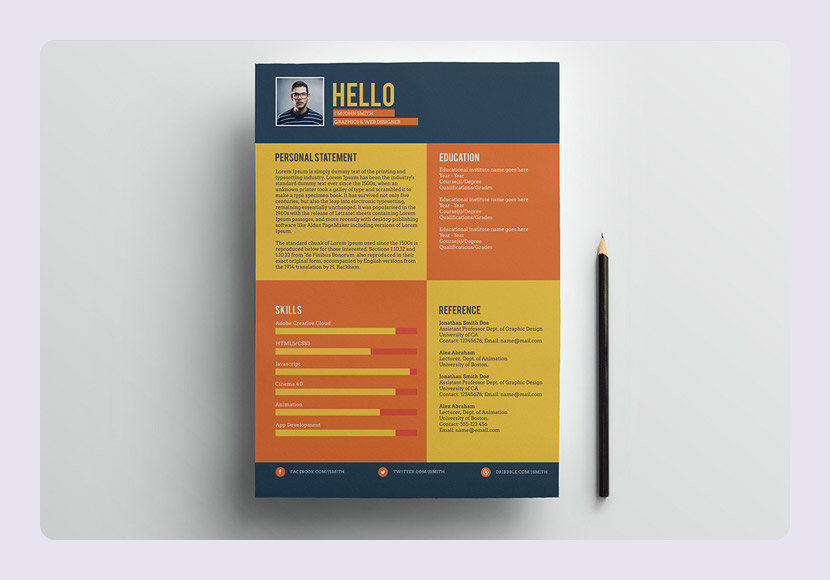 HELLO
I'M JOHN SMITH
GRAPHICS & WEB DESIGNER
PERSONAL STATEMENT
Lorem Ipsum is simply dummy text of the printing and
typesetting industry. Lorem Ipsum has been the industry's
standard dummy text ever since the 1500s, when an
unknown printer took a galley of type and scrambled it to
make a type specimen book. It has survived not only five
centuries, but also the leap into electronic typesetting,
remaining essentially unchanged. It was popularised in the
1960s with the release of Letraset sheets containing Lorem
Ipsum passages, and more recently with desktop publishing
software like Aldus PageMaker including versions of Lorem
Ipsum.
The standard chunk of Lorem Ipsum used since the 1500s is
reproduced below for those interested. Sections 1.10.32 and
1.10.33 from "de Finibus Bonorum also reproduced in their
exact original form, accompanied by English versions from
the 1914 translation by H. Rackham.
EDUCATION
Educational institute name goes here
Year - Year
Course(s)/Degree
Qualifications/Grades
Educational institute name goes here
Year - Year
Course(s)/Degree
Qualifications/Grades
Educational institute name goes here
Year - Year
Course(s)/Degree
Qualifications/Grades
SKILLS
Adobe Creative Cloud
HTML5/CSS3
Javascript
Cinema 4D
Animation
App Development
REFERENCE
Jonathan Smith Doe
Assistant Professor Dept. of Graphic Design
University of CA
Contact: 12345678, Email: name@mail.com
Alex Abraham
Lecturer, Dept. of Animation
University of Boston.
Jonathan Smith Doe
Assistant Professor Dept. of Graphic Design
University of CA
Contact: 12345678, Email: name@mail.com
Alex Abraham
Lecturer, Dept. of Animation
University of Boston.
Contact: 555-123 456
Email: name@mail.com
FACEBOOK.COM/JSMITH
TWITTER.COM/JSMITH
DRIBBBLE.COM/JSMITH